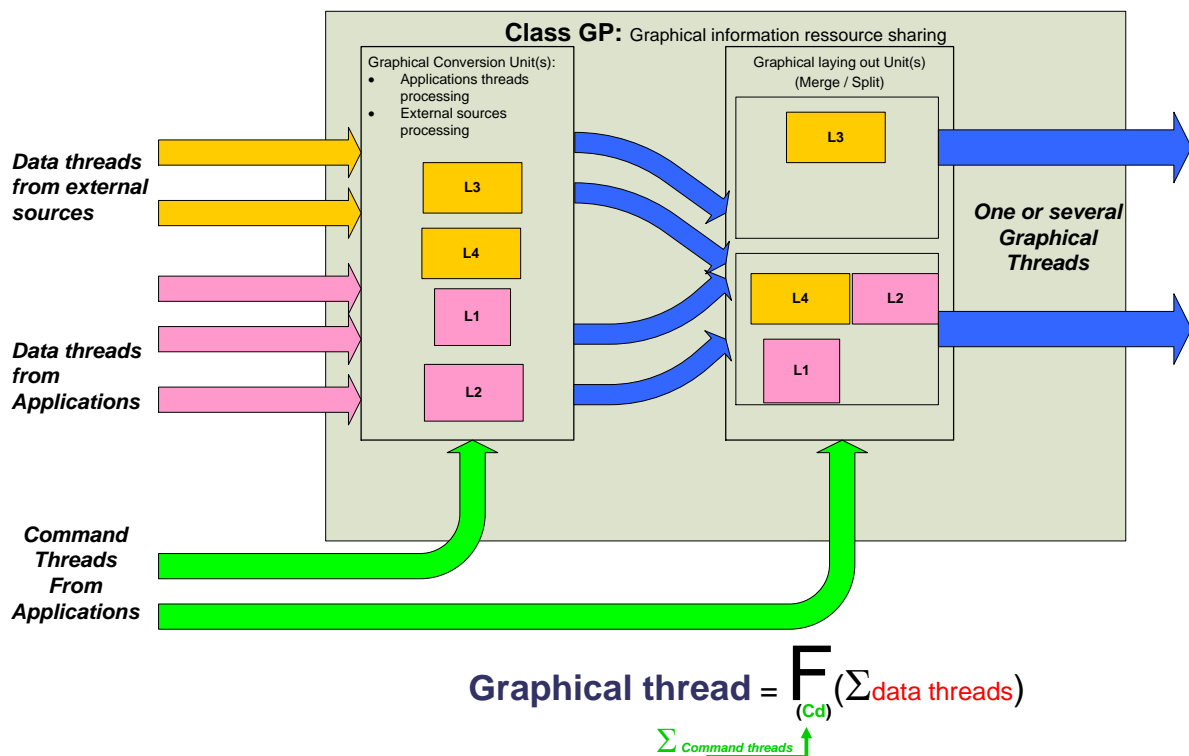 Class GP: Graphical information ressource sharing
Graphical Conversion Unit(s):
• Applications threads
processing
• External sources
processing
L3
L4
L1
L2
Graphical laying out Unit(s)
(Merge / Split)
L3
L4
L2
L1
Data threads
from external
sources
Data threads
from
Applications
One or several
Graphical
Threads
Command
Threads
From
Applications
Graphical thread = F(Σdata threads)
(Cd)
Σ Command threads